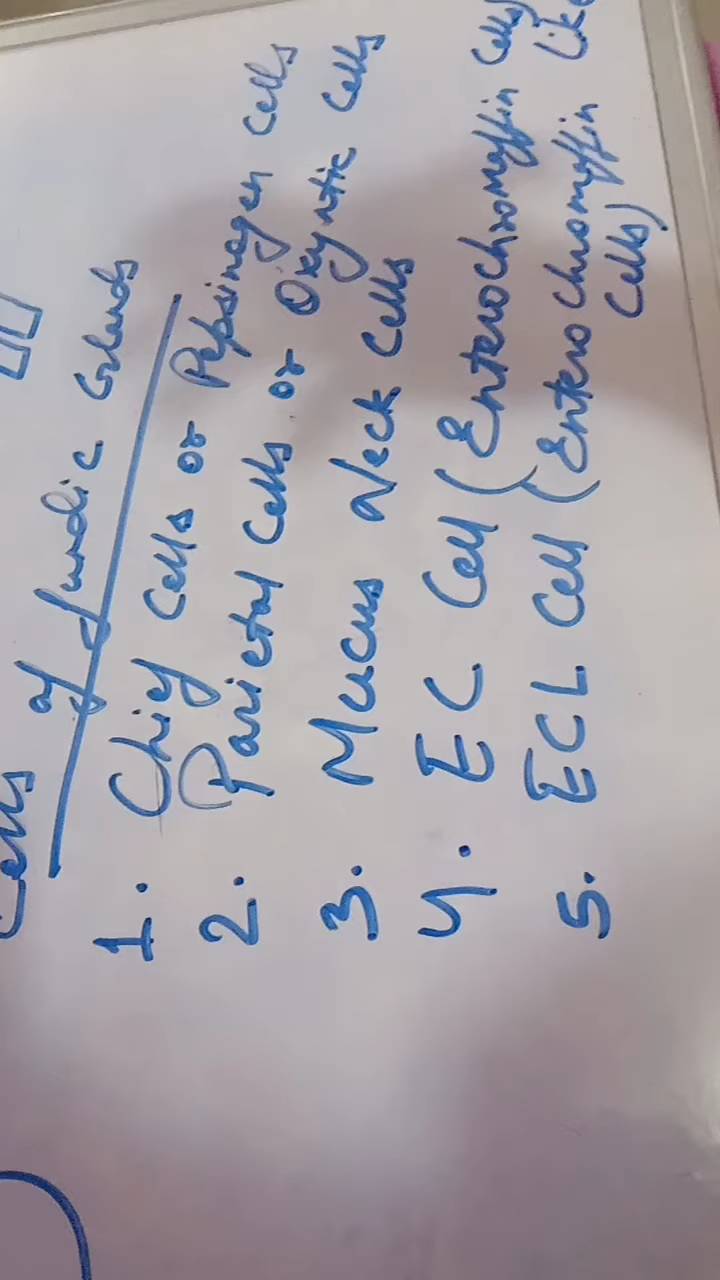 Cells of fundic Glands
1. Chief cells or Pepsinogen cells
2. Parietal cells or Oxyntic cells
3. Mucus Neck cells
4. EC Cell (Enterochromaffin cells)
5. ECL cell (Enterochromaffin Like
cells)